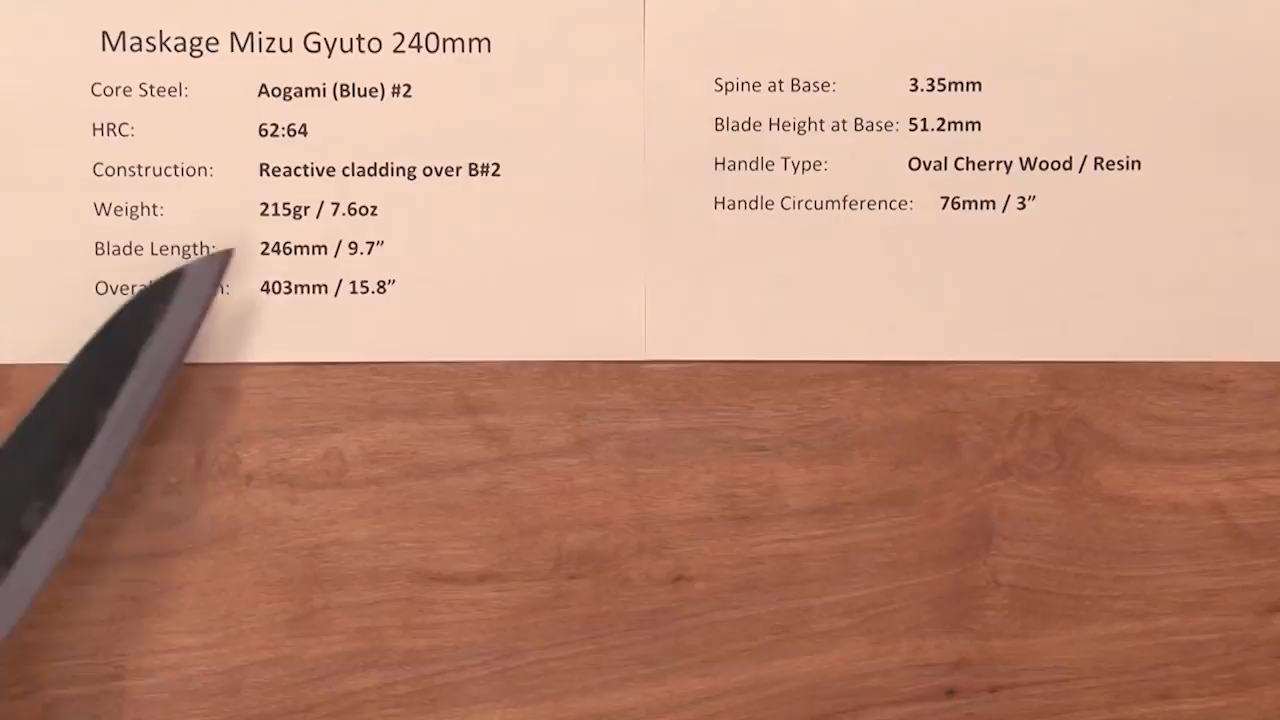 Maskage Mizu Gyuto 240mm
Core Steel: Aogami (Blue) #2
HRC: 62:64
Construction: Reactive cladding over B#2
Weight: 215gr / 7.6oz
Blade Length: 246mm / 9.7”
403mm / 15.8”
Spine at Base: 3.35mm
Blade Height at Base: 51.2mm
Handle Type: Oval Cherry Wood / Resin
Handle Circumference: 76mm / 3”